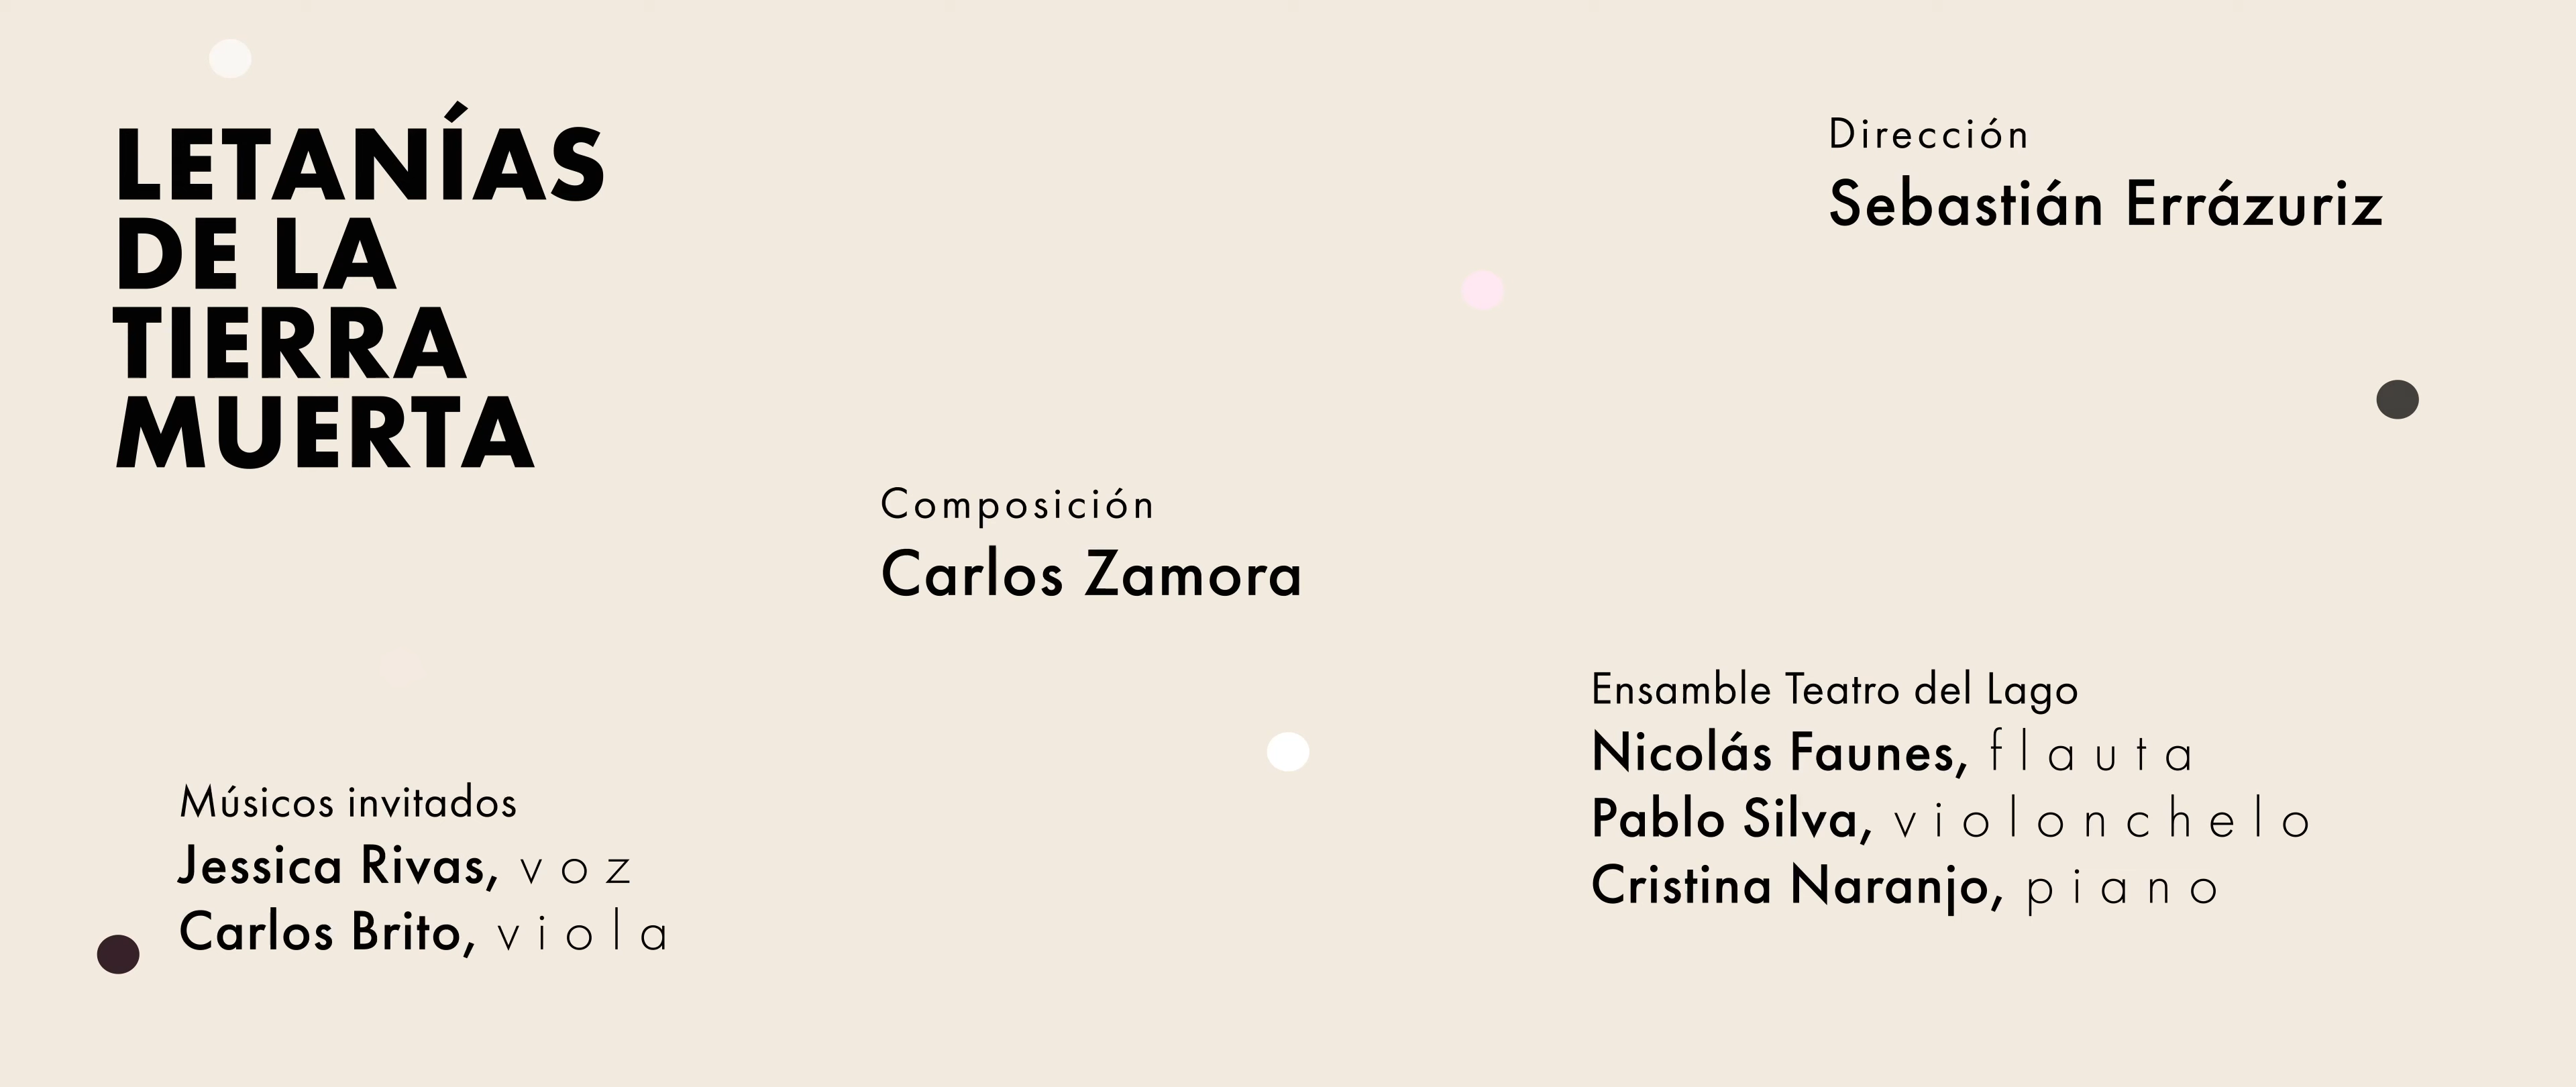 LETANÍAS
DE LA
TIERRA
MUERTA
Dirección
Sebastián Errázuriz
Composición
Carlos Zamora
Músicos invitados
Jessica Rivas, voz
Carlos Brito, viola
Ensamble Teatro del Lago
Nicolás Faunes, flauta
Pablo Silva, violonchelo
Cristina Naranjo, piano